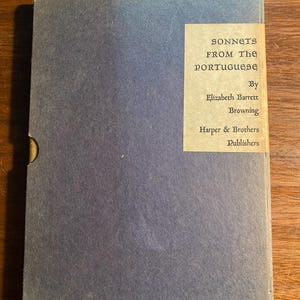 SONNETS
FROM THE
PORTUGUESE
By
Elizabeth Barrett
Browning
Harper & Brothers
Publishers